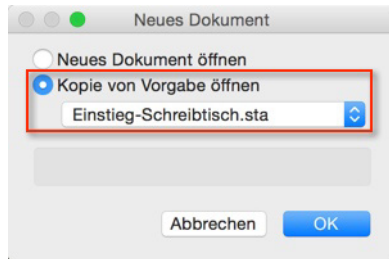 Neues Dokument
Neues Dokument öffnen
Kopie von Vorgabe öffnen
Einstieg-Schreibtisch.sta
Abbrechen
OK